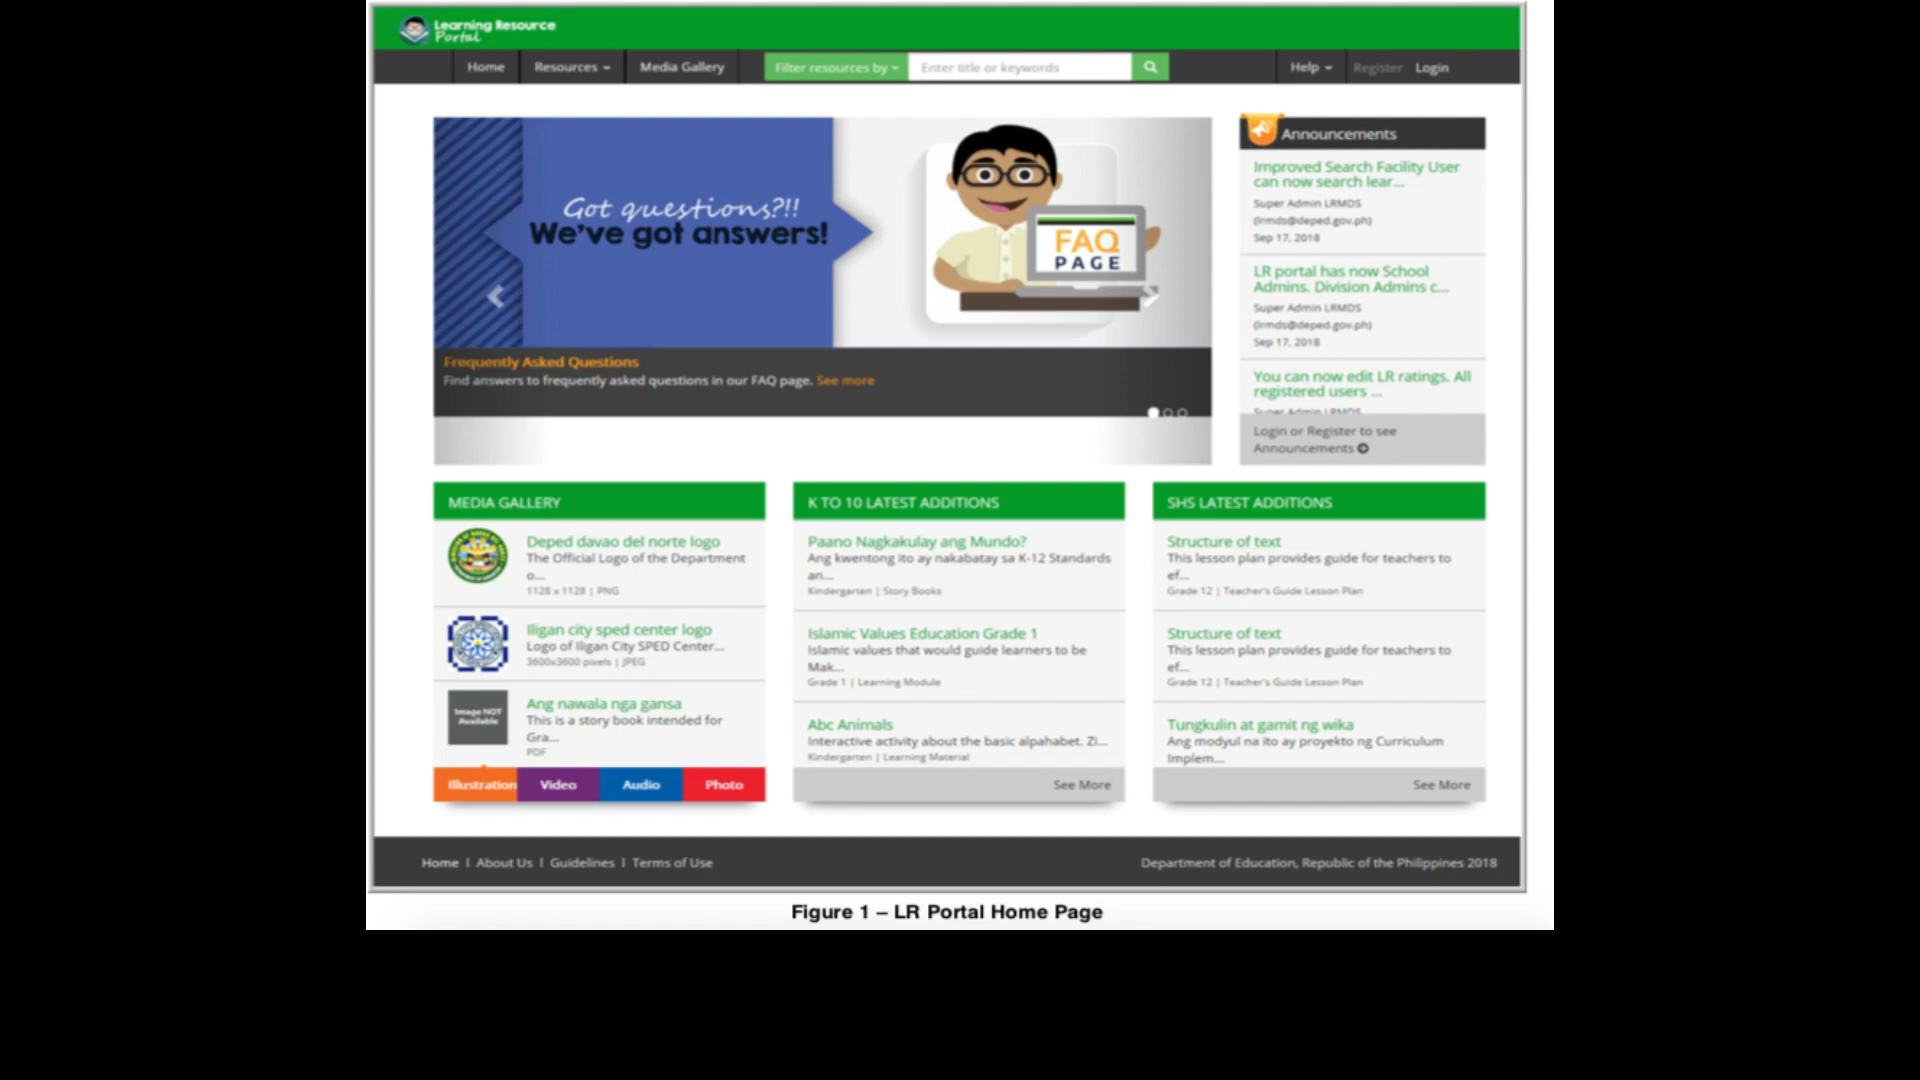 Learning Resource
Portal
Home
Resources
Media Gallery
Filter resources by
Enter title or keywords
Help
Register
Login
Got questions?!!
We've got answers!
FAQ
PAGE
Frequently Asked Questions
Find answers to frequently asked questions in our FAQ page. See more
Announcements
Improved Search Facility User
can now search lear...
Super Admin LRMDS
(lrmds@deped.gov.ph)
Sep 17, 2018
LR portal has now School
Admins. Division Admins c...
Super Admin LRMDS
(lrmds@deped.gov.ph)
Sep 17, 2018
You can now edit LR ratings. All
registered users ...
Super Admin LRMDS
Login or Register to see
Announcements
MEDIA GALLERY
Deped davao del norte logo
The Official Logo of the Department
o...
1128 x 1128 | PNG
Iligan city sped center logo
Logo of Iligan City SPED Center...
3600x3600 pixels | JPEG
Image NOT
Available
Ang nawala nga gansa
This is a story book intended for
Gra...
PDF
Illustration
Video
Audio
Photo
K TO 10 LATEST ADDITIONS
Paano Nagkakulay ang Mundo?
Ang kwentong ito ay nakabatay sa K-12 Standards
an...
Kindergarten | Story Books
Islamic Values Education Grade 1
Islamic values that would guide learners to be
Mak...
Grade 1 | Learning Module
Abc Animals
Interactive activity about the basic alpahabet. Zi...
Kindergarten | Learning Material
See More
SHS LATEST ADDITIONS
Structure of text
This lesson plan provides guide for teachers to
ef...
Grade 12 | Teacher's Guide Lesson Plan
Structure of text
This lesson plan provides guide for teachers to
ef...
Grade 12 | Teacher's Guide Lesson Plan
Tungkulin at gamit ng wika
Ang modyul na ito ay proyekto ng Curriculum
Implem...
See More
Home | About Us | Guidelines | Terms of Use
Department of Education, Republic of the Philippines 2018
Figure 1 – LR Portal Home Page